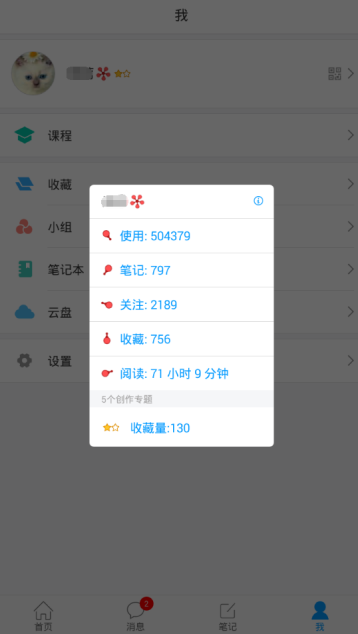 我
课程
收藏
小组
笔记本
云盘
设置
使用: 504379
笔记: 797
关注: 2189
收藏: 756
阅读: 71 小时 9 分钟
5个创作专题
收藏量:130
首页
消息
2
笔记
我